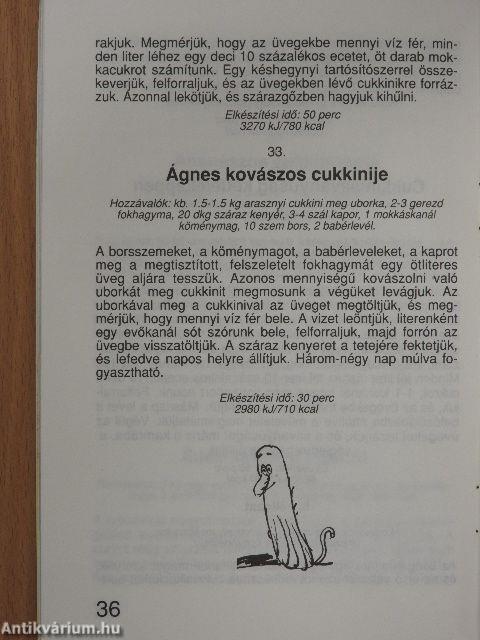 rakjuk. Megmérjük, hogy az üvegekbe mennyi víz fér, min-
den liter léhez egy deci 10 százalékos ecetet, öt darab mok-
kacukrot számítunk. Egy késhegynyi tartósítószerrel össze-
keverjük, felforraljuk, és az üvegekben lévő cukkinikre forráz-
zuk. Azonnal lekötjük, és szárazgőzben hagyjuk kihűlni.
Elkészítési idő: 50 perc
3270 kJ/780 kcal
33.
Ágnes kovászos cukkinije
Hozzávalók: kb. 1.5-1.5 kg arasznyi cukkini meg uborka, 2-3 gerezd
fokhagyma, 20 dkg száraz kenyér, 3-4 szál kapor, 1 mokkáskanál
köménymag, 10 szem bors, 2 babérlevél.
A borsszemeket, a köménymagot, a babérleveleket, a kaprot
meg a megtisztított, felszeletelt fokhagymát egy ötliteres
üveg aljára tesszük. Azonos mennyiségű kovászolni való
uborkát meg cukkinit megmosunk a végüket levágjuk. Az
uborkával meg a cukkinival az üveget megtöltjük, és meg-
mérjük, hogy mennyi víz fér bele. A vizet leöntjük, literenként
egy evőkanál sót szórunk bele, felforraljuk, majd forrón az
üvegbe visszatöltjük. A száraz kenyeret a tetejére fektetjük,
és lefedve napos helyre állítjuk. Három-négy nap múlva fo-
gyasztható.
Elkészítési idő: 30 perc
2980 kJ/710 kcal
36
Antikvárium.hu